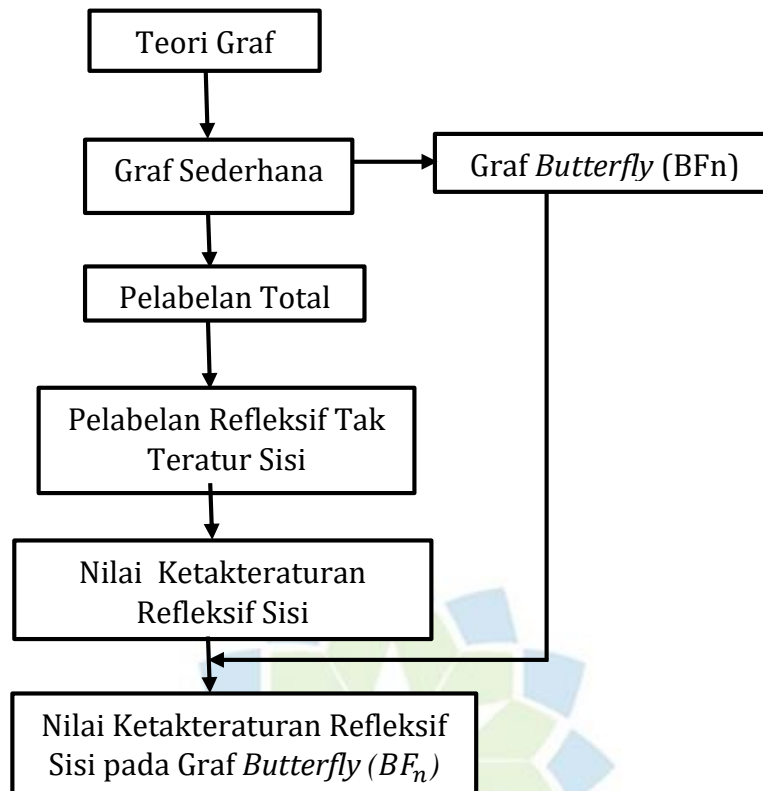 Teori Graf
Graf Sederhana
Graf Butterfly (BFn)
Pelabelan Total
Pelabelan Refleksif Tak
Teratur Sisi
Nilai Ketakteraturan
Refleksif Sisi
Nilai Ketakteraturan Refleksif
Sisi pada Graf Butterfly (BFₙ)